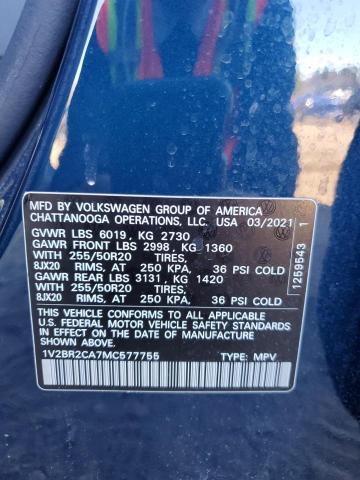 MFD BY VOLKSWAGEN GROUP OF AMERICA
CHATTANOOGA OPERATIONS, LLC. USA 03/2021
GVWR LBS 6019, KG 2730
GAWR FRONT LBS 2998, KG 1360
WITH 255/50R20 TIRES,
8JX20 RIMS, AT 250 KPA, 36 PSI COLD
GAWR REAR LBS 3131, KG 1420
WITH 255/50R20 TIRES,
8JX20 RIMS, AT 250 KPA, 36 PSI COLD
THIS VEHICLE CONFORMS TO ALL APPLICABLE
U.S. FEDERAL MOTOR VEHICLE SAFETY
STANDARDS IN EFFECT ON THE DATE OF
MANUFACTURE SHOWN ABOVE
1V2BR2CA7MC577755 TYPE: MPV
1259543 1